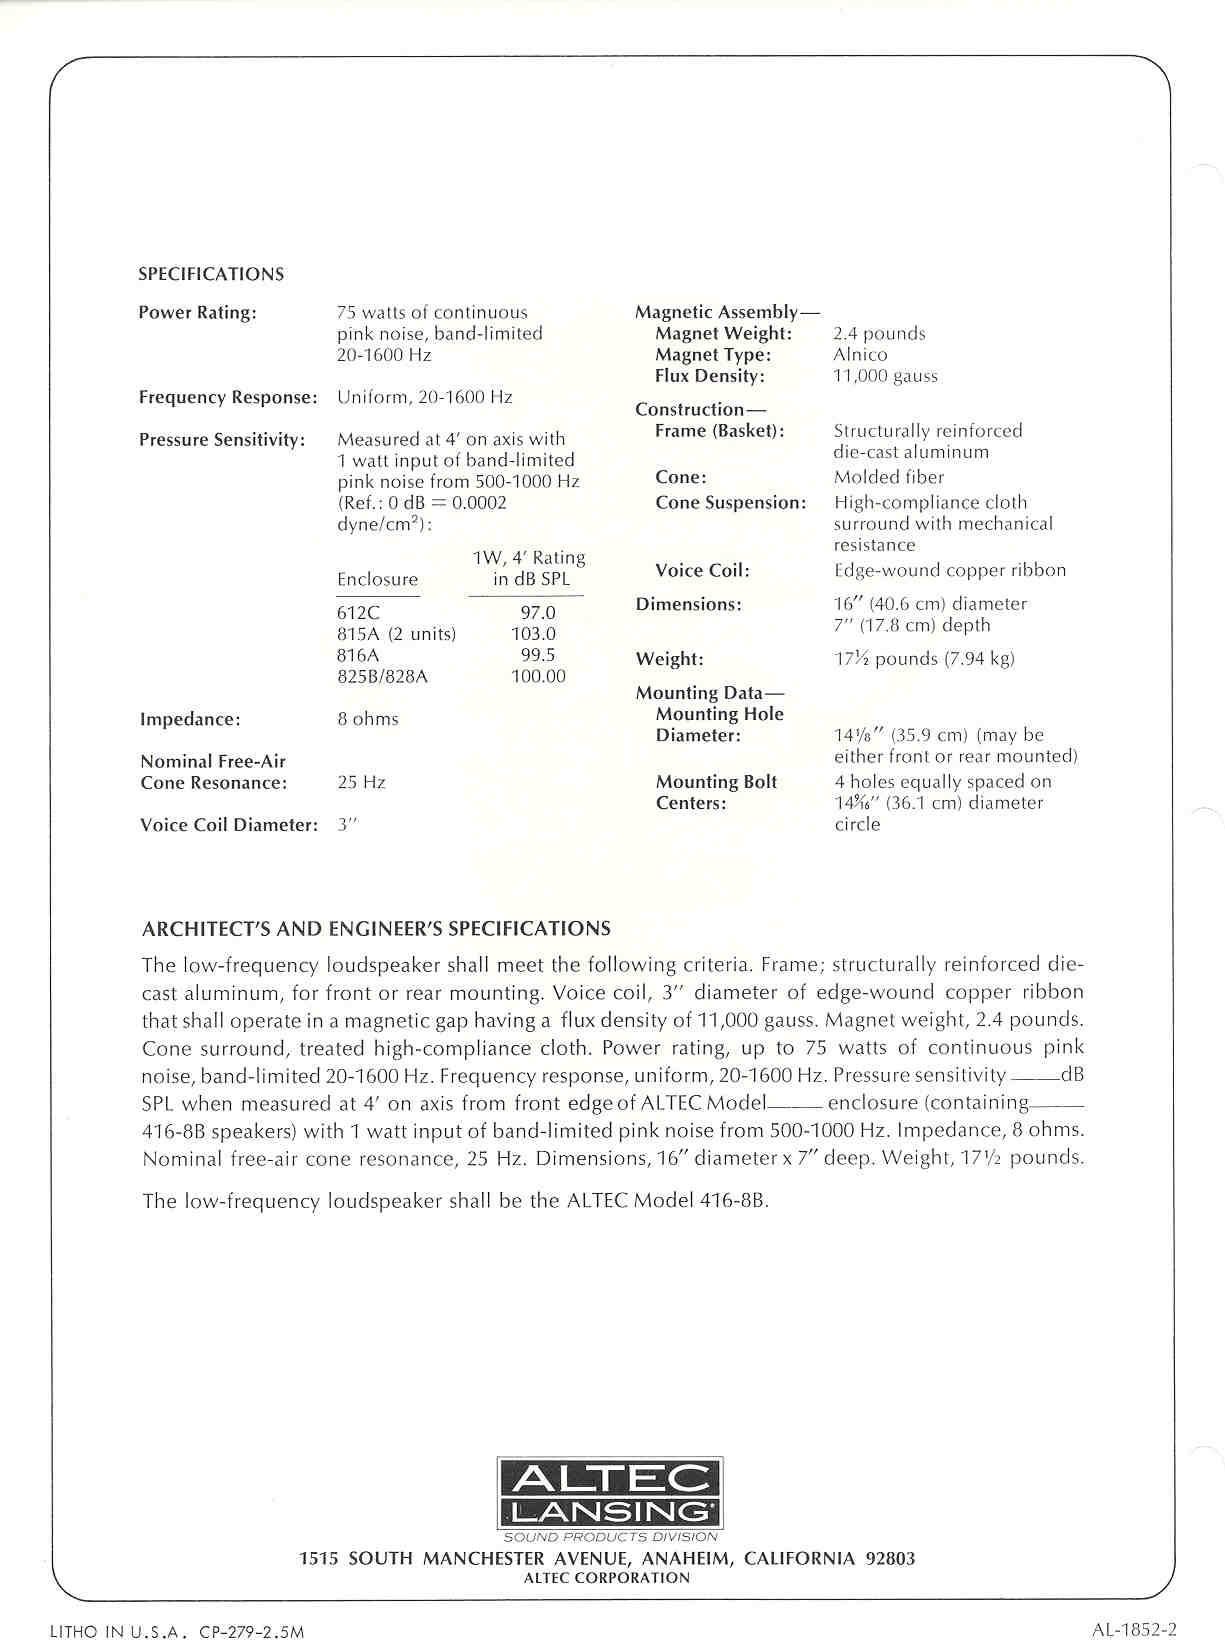 SPECIFICATIONS
Power Rating: 75 watts of continuous
pink noise, band-limited
20-1600 Hz
Frequency Response: Uniform, 20-1600 Hz
Pressure Sensitivity: Measured at 4′ on axis with
1 watt input of band-limited
pink noise from 500-1000 Hz
(Ref.: 0 dB = 0.0002
dyne/cm²):
1W, 4′ Rating
Enclosure in dB SPL
612C 97.0
815A (2 units) 103.0
816A 99.5
825B/828A 100.00
Impedance: 8 ohms
Nominal Free-Air
Cone Resonance: 25 Hz
Voice Coil Diameter: 3″
Magnetic Assembly—
Magnet Weight: 2.4 pounds
Magnet Type: Alnico
Flux Density: 11,000 gauss
Construction—
Frame (Basket): Structurally reinforced
die-cast aluminum
Cone: Molded fiber
Cone Suspension: High-compliance cloth
surround with mechanical
resistance
Voice Coil: Edge-wound copper ribbon
Dimensions: 16″ (40.6 cm) diameter
7″ (17.8 cm) depth
Weight: 17½ pounds (7.94 kg)
Mounting Data—
Mounting Hole
Diameter: 14⅛″ (35.9 cm) (may be
either front or rear mounted)
Mounting Bolt 4 holes equally spaced on
Centers: 14⁹⁄₁₆″ (36.1 cm) diameter
circle
ARCHITECT'S AND ENGINEER'S SPECIFICATIONS
The low-frequency loudspeaker shall meet the following criteria. Frame; structurally reinforced die-
cast aluminum, for front or rear mounting. Voice coil, 3″ diameter of edge-wound copper ribbon
that shall operate in a magnetic gap having a flux density of 11,000 gauss. Magnet weight, 2.4 pounds.
Cone surround, treated high-compliance cloth. Power rating, up to 75 watts of continuous pink
noise, band-limited 20-1600 Hz. Frequency response, uniform, 20-1600 Hz. Pressure sensitivity ____dB
SPL when measured at 4′ on axis from front edge of ALTEC Model____ enclosure (containing____
416-8B speakers) with 1 watt input of band-limited pink noise from 500-1000 Hz. Impedance, 8 ohms.
Nominal free-air cone resonance, 25 Hz. Dimensions, 16″ diameter x 7″ deep. Weight, 17½ pounds.
The low-frequency loudspeaker shall be the ALTEC Model 416-8B.
ALTEC
LANSING
SOUND PRODUCTS DIVISION
1515 SOUTH MANCHESTER AVENUE, ANAHEIM, CALIFORNIA 92803
ALTEC CORPORATION
LITHO IN U.S.A. CP-279-2.5M
AL-1852-2